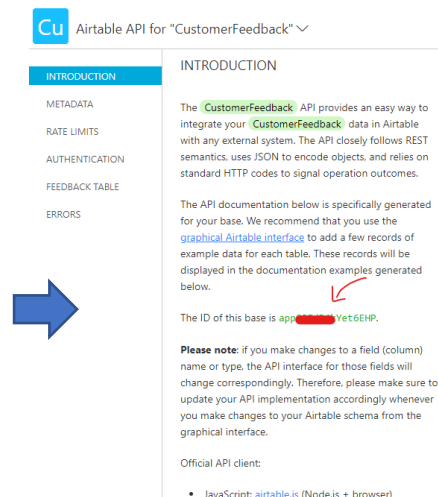 Cu Airtable API for "CustomerFeedback"
INTRODUCTION
METADATA
RATE LIMITS
AUTHENTICATION
FEEDBACK TABLE
ERRORS
INTRODUCTION
The CustomerFeedback API provides an easy way to
integrate your CustomerFeedback data in Airtable
with any external system. The API closely follows REST
semantics, uses JSON to encode objects, and relies on
standard HTTP codes to signal operation outcomes.
The API documentation below is specifically generated
for your base. We recommend that you use the
graphical Airtable interface to add a few records of
example data for each table. These records will be
displayed in the documentation examples generated
below.
The ID of this base is app Yet6EHP.
Please note: if you make changes to a field (column)
name or type, the API interface for those fields will
change correspondingly. Therefore, please make sure to
update your API implementation accordingly whenever
you make changes to your Airtable schema from the
graphical interface.
Official API client:
• JavaScript: airtable.js (Node.js + browser)